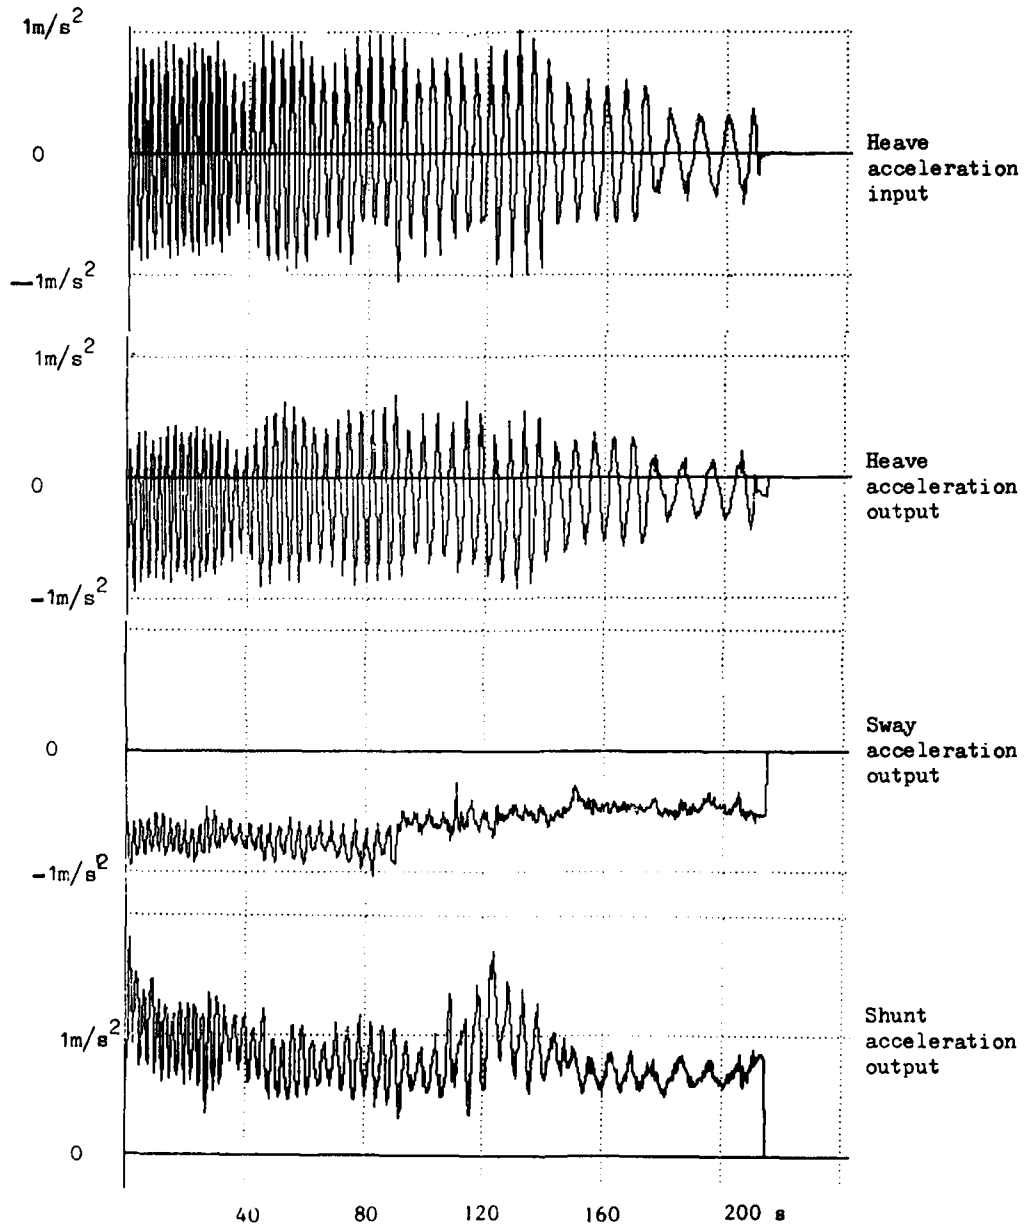 1m/s²
0
Heave
acceleration
input
—1m/s²
1m/s²
0
Heave
acceleration
output
-1m/s²
0
Sway
acceleration
output
-1m/s²
1m/s²
Shunt
acceleration
output
0
40 80 120 160 200 s